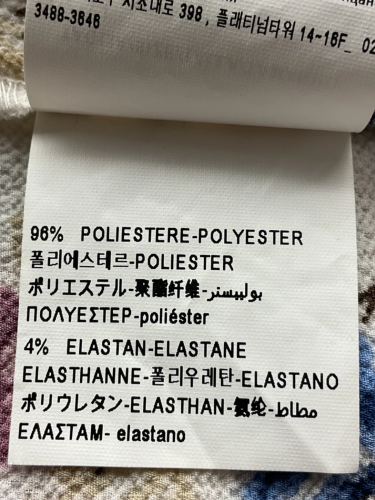 서초대로 398, 플래티넘타워 14-16F_ 02
3488-3646
96% POLIESTERE-POLYESTER
폴리에스테르-POLIESTER
ポリエステル-聚酯纤维-بوليستر
ΠΟΛΥΕΣΤΕΡ-poliéster
4% ELASTAN-ELASTANE
ELASTHANNE-폴리우레탄-ELASTANO
ポリウレタン-ELASTHAN-氨纶-مطاط
ΕΛΑΣΤΑΜ- elastano